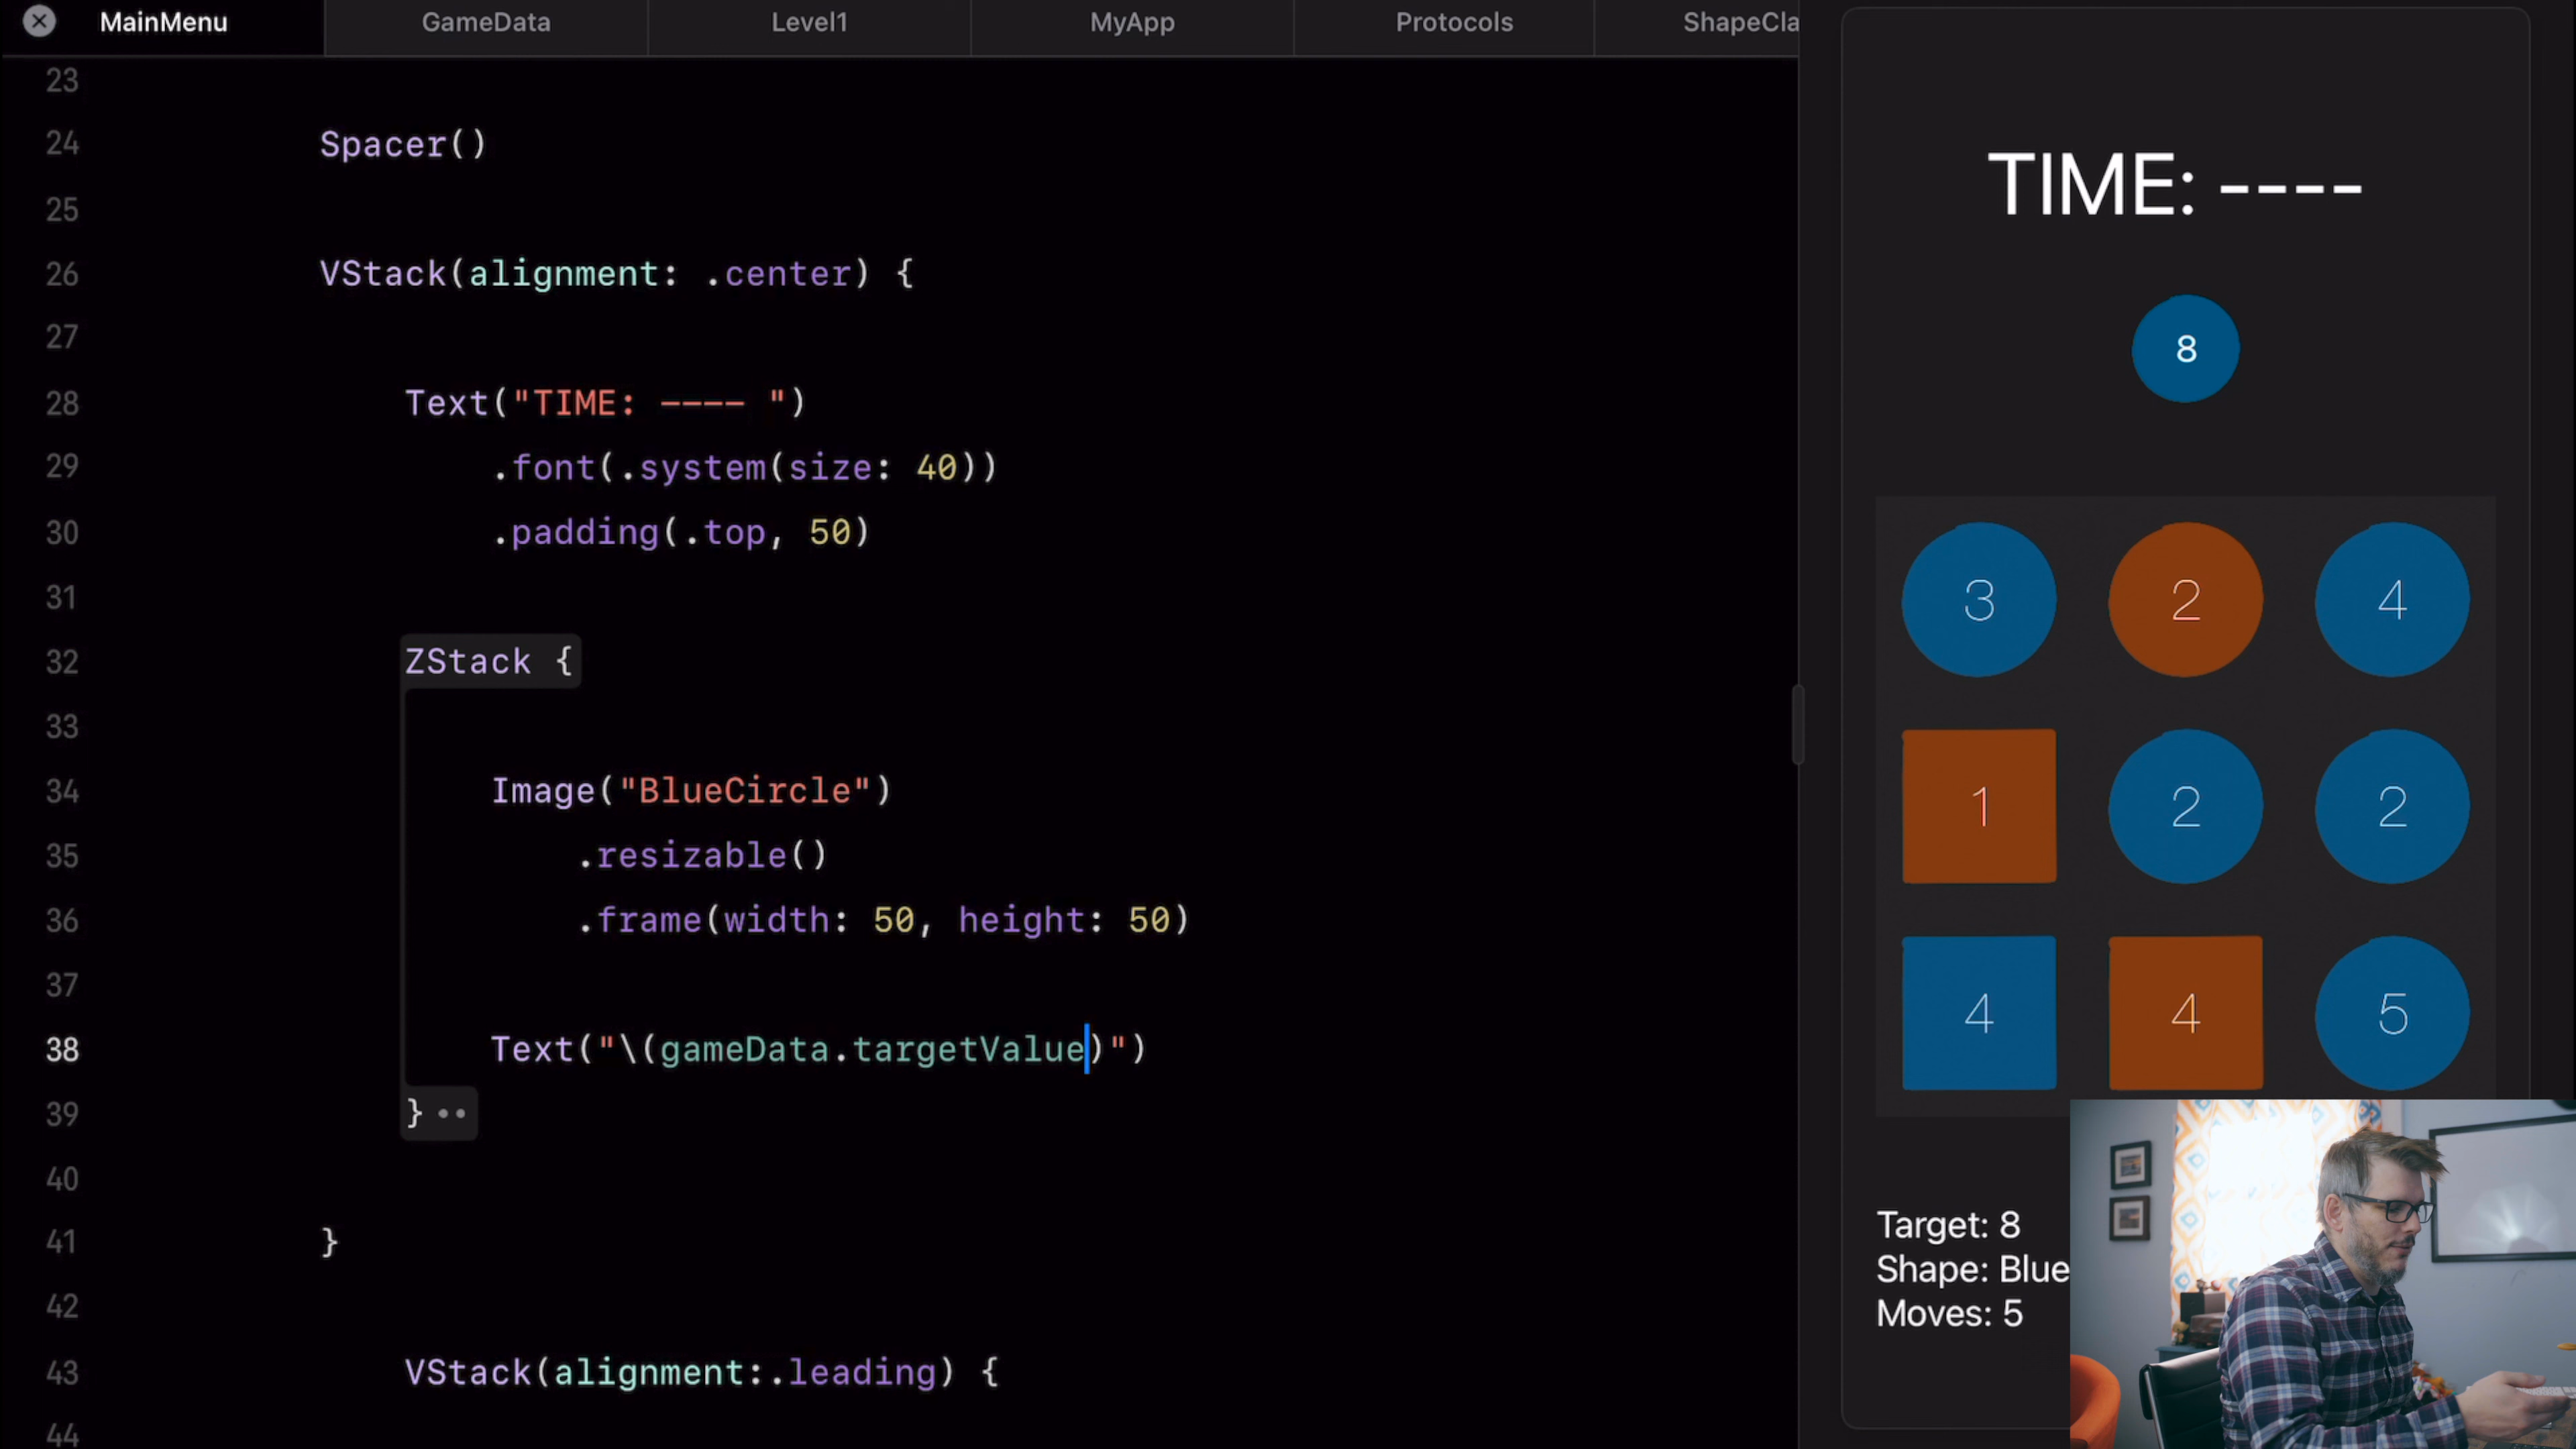 MainMenu
GameData
Level1
MyApp
Protocols
ShapeCla
23
24 Spacer()
25
26 VStack(alignment: .center) {
27
28 Text("TIME: ---- ")
29 .font(.system(size: 40))
30 .padding(.top, 50)
31
32 ZStack {
33
34 Image("BlueCircle")
35 .resizable()
36 .frame(width: 50, height: 50)
37
38 Text("\(gameData.targetValue)")
39 }
40
41 }
42
43 VStack(alignment:.leading) {
44
TIME: ----
8
3 2 4
1 2 2
4 4 5
Target: 8
Shape: Blue
Moves: 5